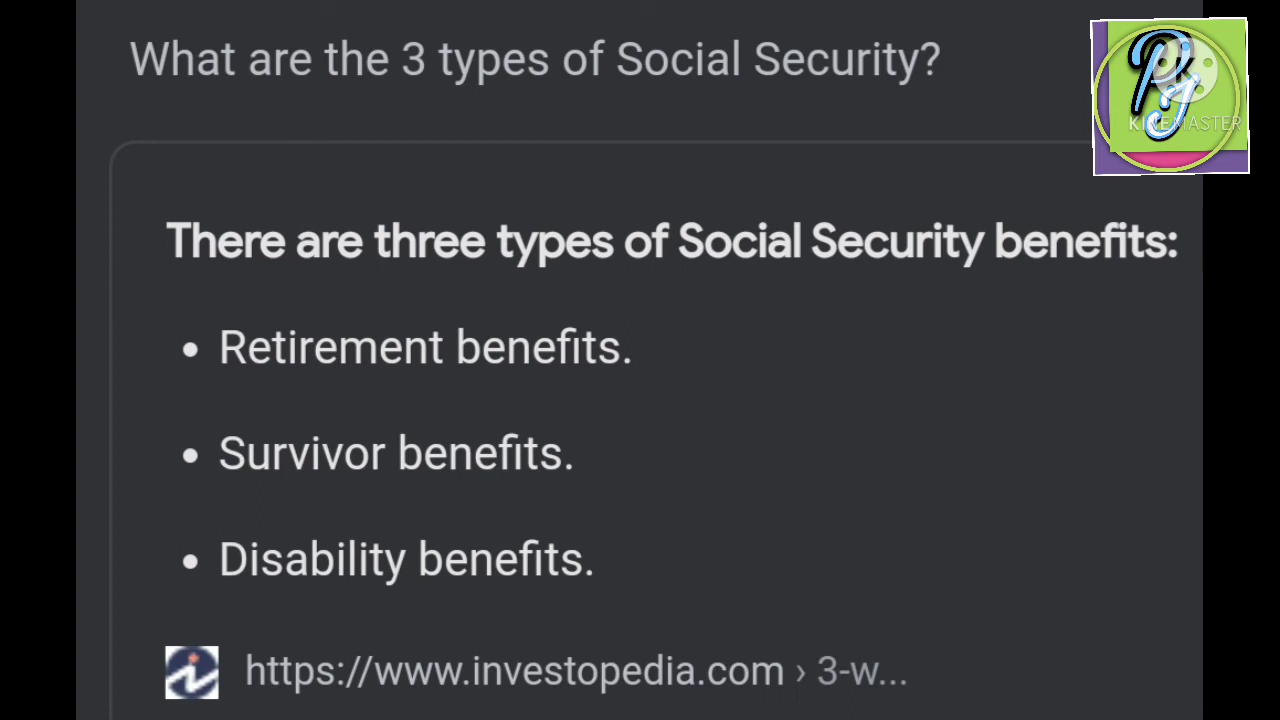 What are the 3 types of Social Security?
KINEMASTER
There are three types of Social Security benefits:
• Retirement benefits.
• Survivor benefits.
• Disability benefits.
https://www.investopedia.com › 3-w...